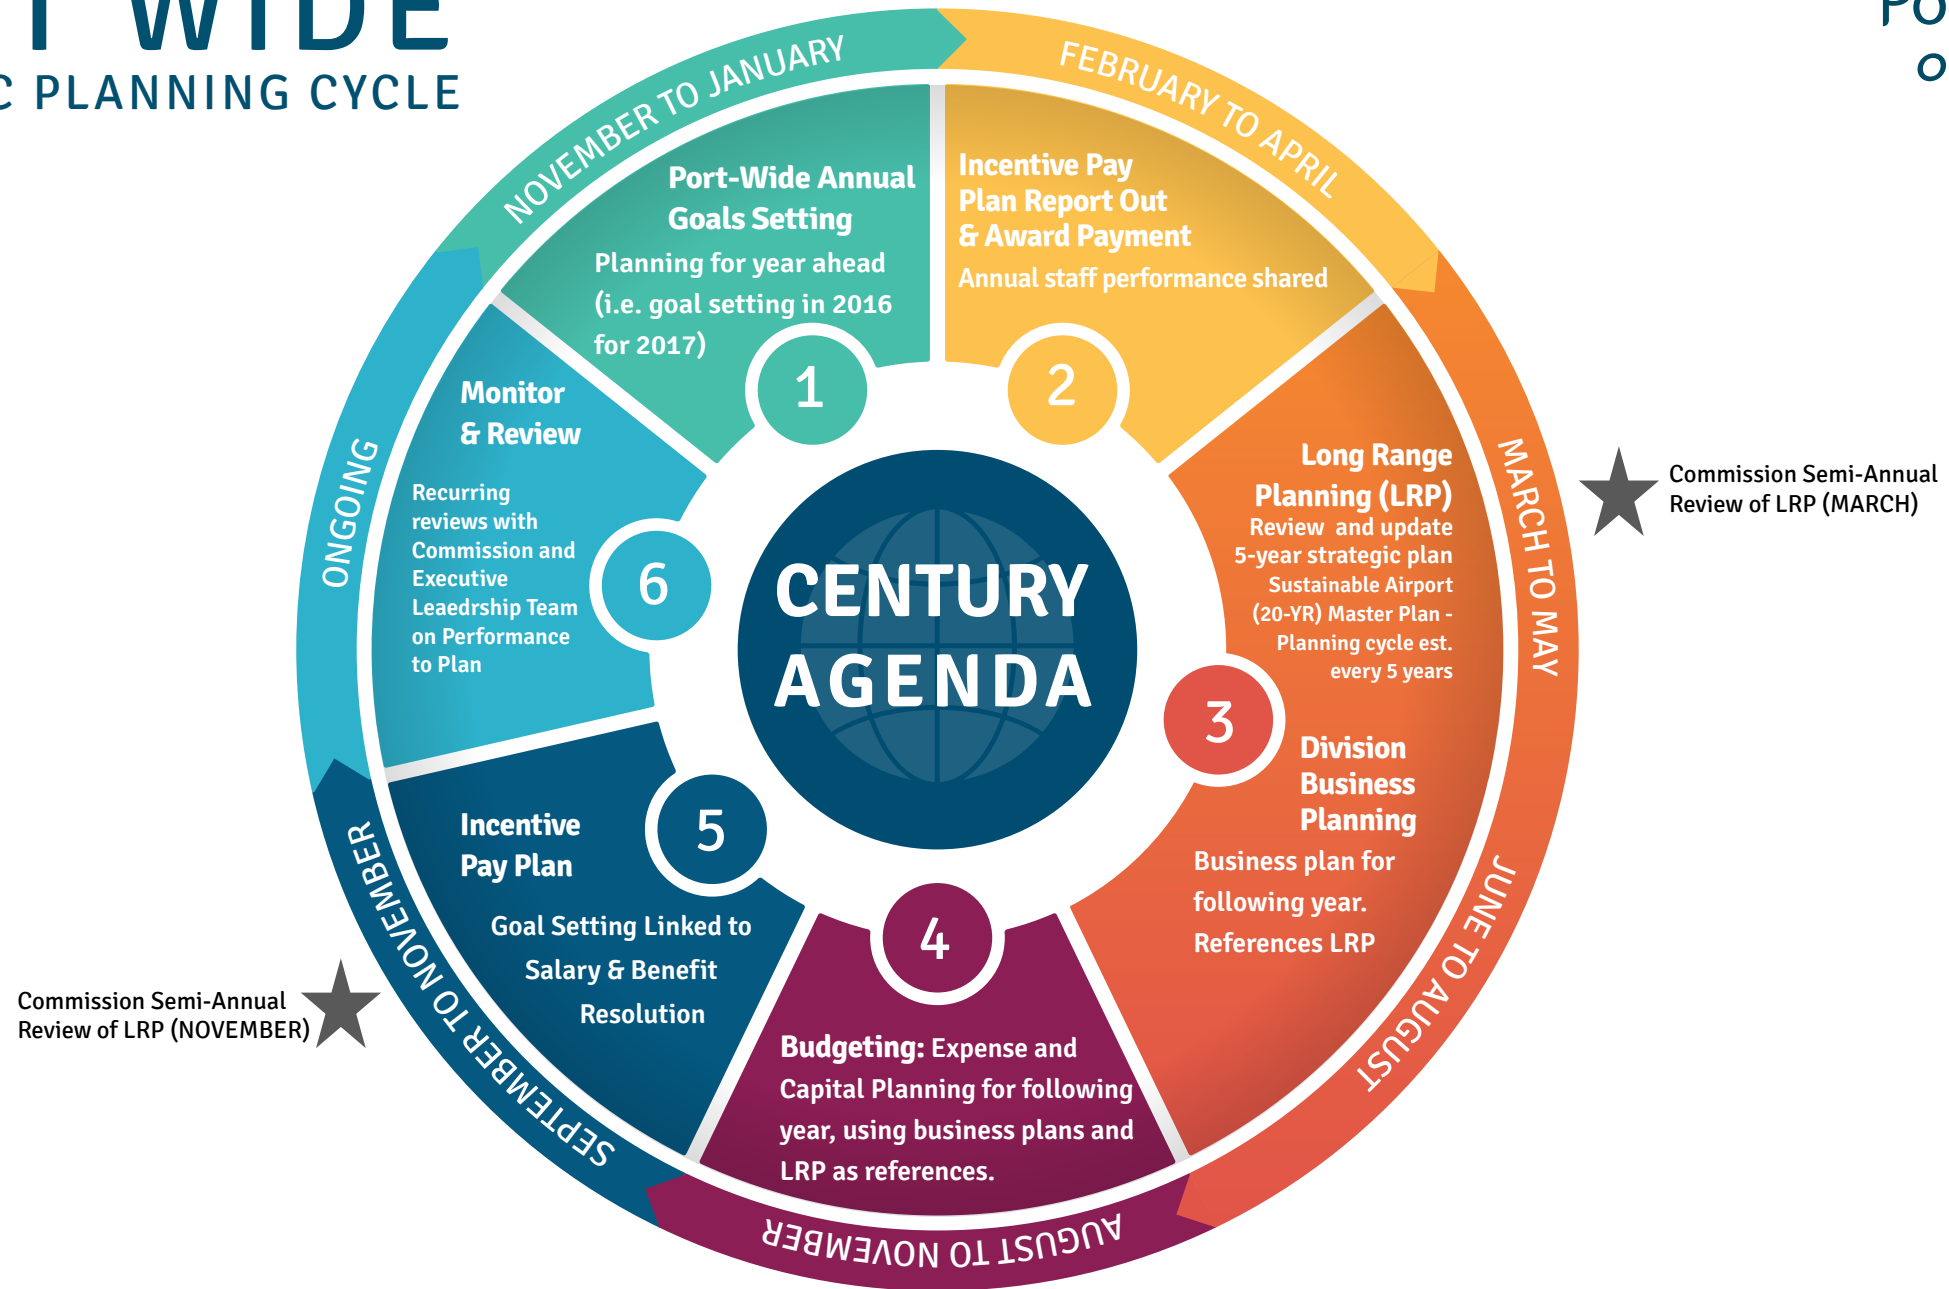 T WIDE
C PLANNING CYCLE
Po
o
NOVEMBER TO JANUARY
FEBRUARY TO APRIL
MARCH TO MAY
JUNE TO AUGUST
AUGUST TO NOVEMBER
SEPTEMBER TO NOVEMBER
ONGOING
Port-Wide Annual
Goals Setting
Planning for year ahead
(i.e. goal setting in 2016
for 2017)
1
Incentive Pay
Plan Report Out
& Award Payment
Annual staff performance shared
2
Long Range
Planning (LRP)
Review and update
5-year strategic plan
Sustainable Airport
(20-YR) Master Plan -
Planning cycle est.
every 5 years
3
Division
Business
Planning
Business plan for
following year.
References LRP
Commission Semi-Annual
Review of LRP (MARCH)
4
Budgeting: Expense and
Capital Planning for following
year, using business plans and
LRP as references.
5
Incentive
Pay Plan
Goal Setting Linked to
Salary & Benefit
Resolution
Commission Semi-Annual
Review of LRP (NOVEMBER)
6
Monitor
& Review
Recurring
reviews with
Commission and
Executive
Leaedrship Team
on Performance
to Plan
CENTURY
AGENDA